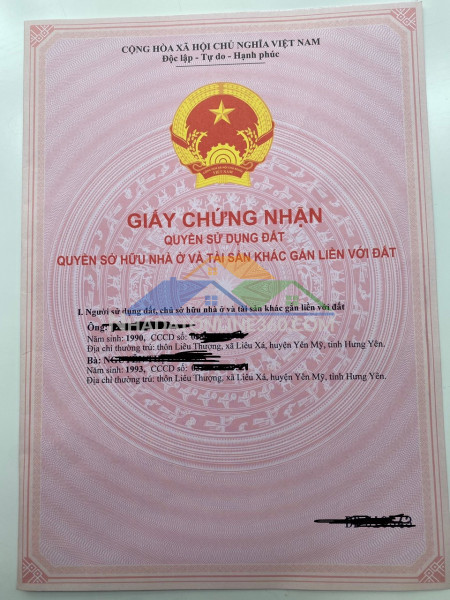 CỘNG HÒA XÃ HỘI CHỦ NGHĨA VIỆT NAM
Độc lập - Tự do - Hạnh phúc
VIỆT NAM
GIẤY CHỨNG NHẬN
QUYỀN SỬ DỤNG ĐẤT
QUYỀN SỞ HỮU NHÀ Ở VÀ TÀI SẢN KHÁC GẮN LIỀN VỚI ĐẤT
I. Người sử dụng đất, chủ sở hữu nhà ở và tài sản khác gắn liền với đất
Ông:
Năm sinh: 1990, CCCD số:
Địa chỉ thường trú: thôn Liêu Thượng, xã Liêu Xá, huyện Yên Mỹ, tỉnh Hưng Yên.
Bà:
Năm sinh: 1993, CCCD số:
Địa chỉ thường trú: thôn Liêu Thượng, xã Liêu Xá, huyện Yên Mỹ, tỉnh Hưng Yên.